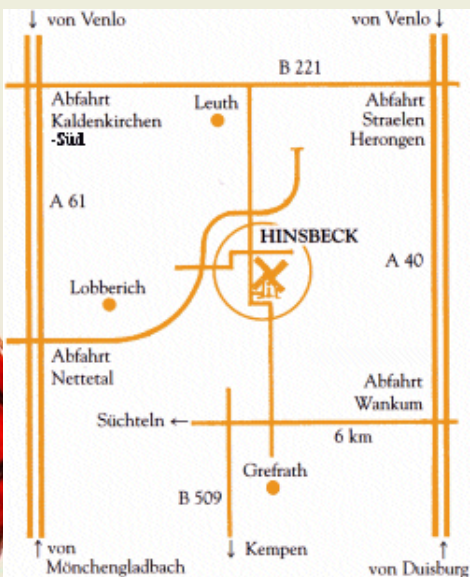 ↓ von Venlo
von Venlo ↓
B 221
Abfahrt
Kaldenkirchen
-Süd
Leuth
Abfahrt
Straelen
Herongen
A 61
HINSBECK
A 40
Lobberich
Abfahrt
Nettetal
Abfahrt
Wankum
Süchteln ←
6 km
Grefrath
B 509
↑ von
Mönchengladbach
↓ Kempen
↑
von Duisburg